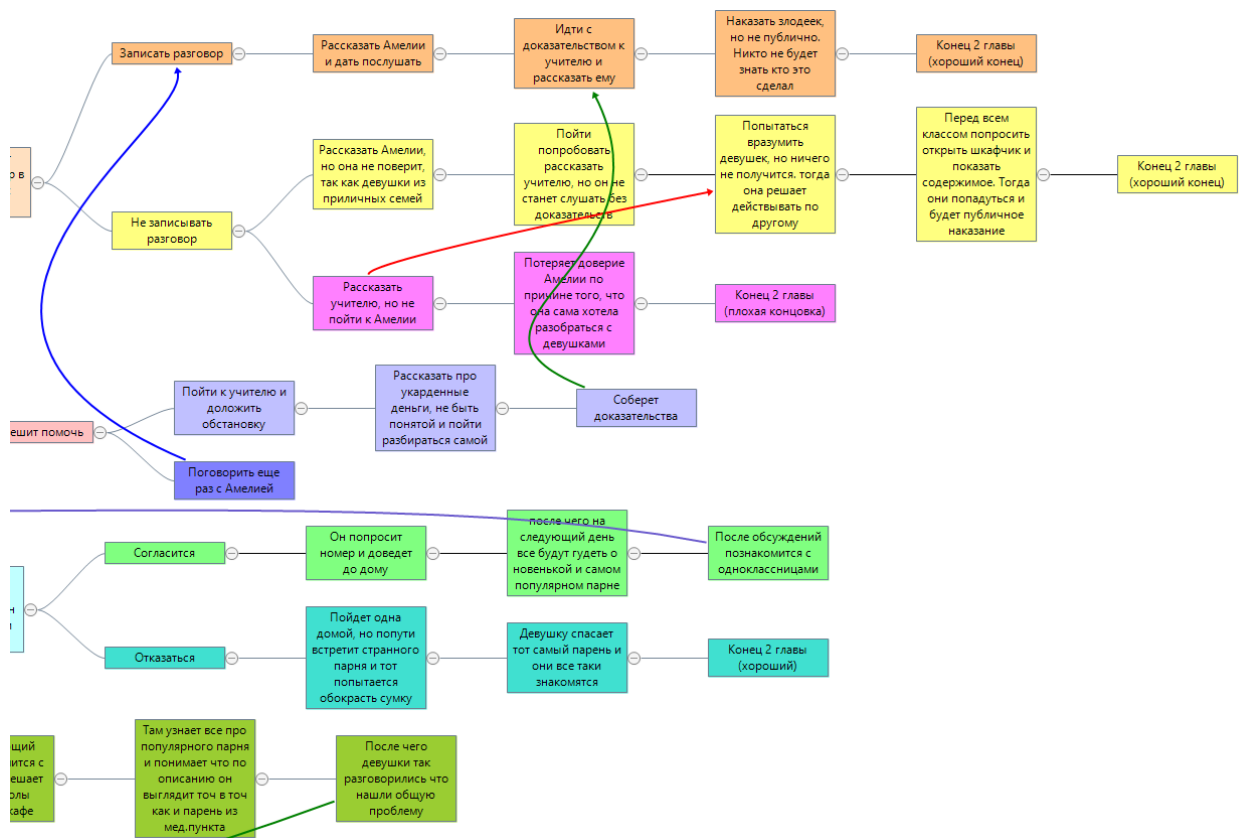 Записать разговор
Рассказать Амелии
и дать послушать
Идти с
доказательством к
учителю и
рассказать ему
Наказать злодеек,
но не публично.
Никто не будет
знать кто это
сделал
Конец 2 главы
(хороший конец)
в
Не записывать
разговор
Рассказать Амелии,
но она не поверит,
так как девушки из
приличных семей
Пойти
попробовать
рассказать
учителю, но он не
станет слушать без
доказательств
Попытаться
вразумить
девушек, но ничего
не получится. тогда
она решает
действывать по
другому
Перед всем
классом попросить
открыть шкафчик и
показать
содержимое. Тогда
они попадуться и
будет публичное
наказание
Конец 2 главы
(хороший конец)
Рассказать
учителю, но не
пойти к Амелии
Потеряет доверие
Амелии по
причине того, что
она сама хотела
разобраться с
девушками
Конец 2 главы
(плохая концовка)
ешит помочь
Пойти к учителю и
доложить
обстановку
Рассказать про
укарденные
деньги, не быть
понятой и пойти
разбираться самой
Соберет
доказательства
Поговорить еще
раз с Амелией
Согласится
Он попросит
номер и доведет
до дому
после чего на
следующий день
все будут гудеть о
новенькой и самом
популярном парне
После обсуждений
познакомится с
одноклассницами
Отказаться
Пойдет одна
домой, но попути
встретит странного
парня и тот
попытается
обокрасть сумку
Девушку спасает
тот самый парень и
они все таки
знакомятся
Конец 2 главы
(хороший)
ющий
ится с
ешает
олы
кафе
Там узнает все про
популярного парня
и понимает что по
описанию он
выглядит точ в точ
как и парень из
мед.пункта
После чего
девушки так
разговорились что
нашли общую
проблему